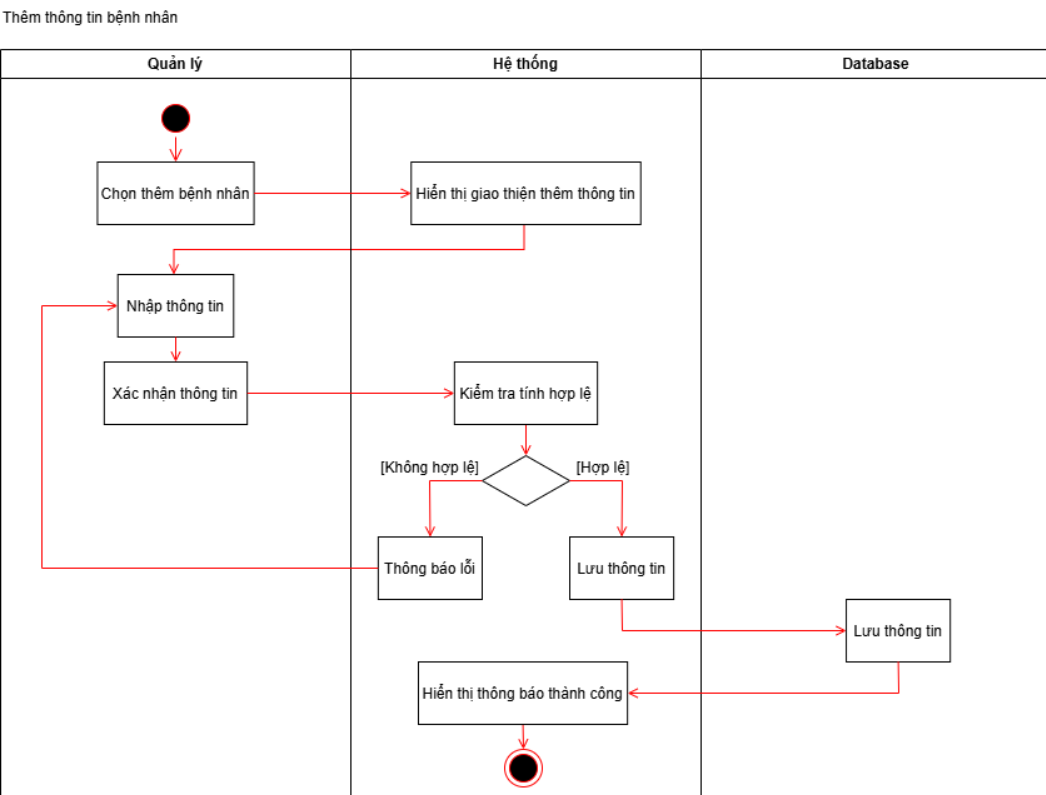 Thêm thông tin bệnh nhân
Quản lý
Hệ thống
Database
Chọn thêm bệnh nhân
Hiển thị giao thiện thêm thông tin
Nhập thông tin
Xác nhận thông tin
Kiểm tra tính hợp lệ
[Không hợp lệ]
[Hợp lệ]
Thông báo lỗi
Lưu thông tin
Lưu thông tin
Hiển thị thông báo thành công